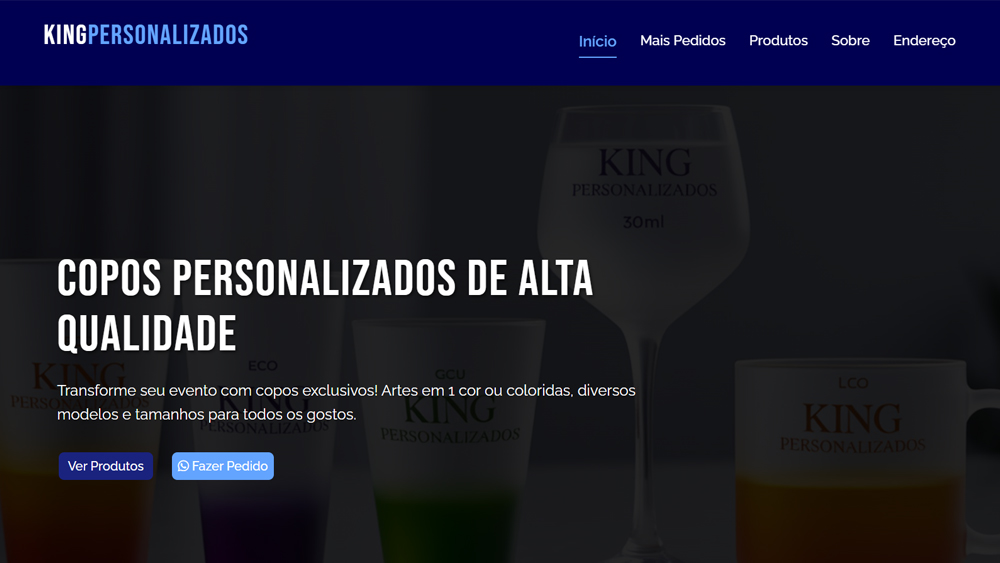 KINGPERSONALIZADOS
Início Mais Pedidos Produtos Sobre Endereço
KING
PERSONALIZADOS
30ml
COPOS PERSONALIZADOS DE ALTA
QUALIDADE
ECO
GCU
LCO
KING
PERSONALIZADOS
KING
PERSONALIZADOS
KING
PERSONALIZADOS
Transforme seu evento com copos exclusivos! Artes em 1 cor ou coloridas, diversos
modelos e tamanhos para todos os gostos.
KING
PERSONALIZADOS
Ver Produtos Fazer Pedido